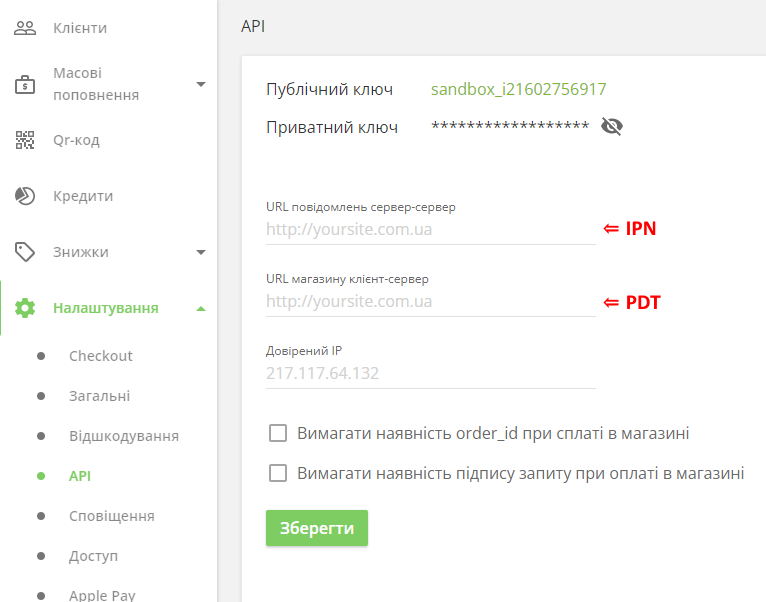 Клієнти
Масові
поповнення
Qr-код
Кредити
Знижки
Налаштування
Checkout
Загальні
Відшкодування
API
Сповіщення
Доступ
Apple Pay
API
Публічний ключ sandbox_i21602756917
Приватний ключ ******************
URL повідомлень сервер-сервер
http://yoursite.com.ua ⇐ IPN
URL магазину клієнт-сервер
http://yoursite.com.ua ⇐ PDT
Довірений IP
217.117.64.132
Вимагати наявність order_id при сплаті в магазині
Вимагати наявність підпису запиту при оплаті в магазині
Зберегти